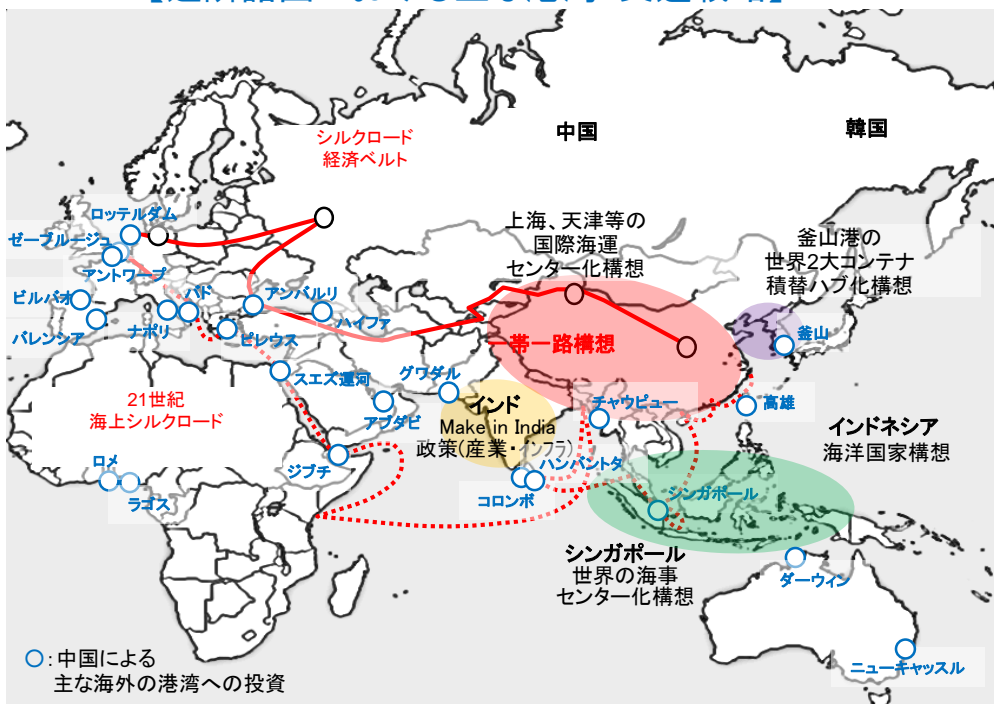 中国
韓国
シルクロード
経済ベルト
上海、天津等の
国際海運
センター化構想
釜山港の
世界2大コンテナ
積替ハブ化構想
ロッテルダム
ゼーブルージュ
アントワープ
ビルバオ
バレンシア
ナポリ
バド
アンバルリ
ハイファ
ピレウス
帯一路構想
釜山
スエズ運河
グワダル
アブダビ
21世紀
海上シルクロード
インド
Make in India
政策(産業・インフラ)
チャウピュー
高雄
インドネシア
海洋国家構想
ロメ
ラゴス
ジブチ
ハンバントタ
コロンボ
シンガポール
シンガポール
世界の海事
センター化構想
ダーウィン
ニューキャッスル
○:中国による
主な海外の港湾への投資